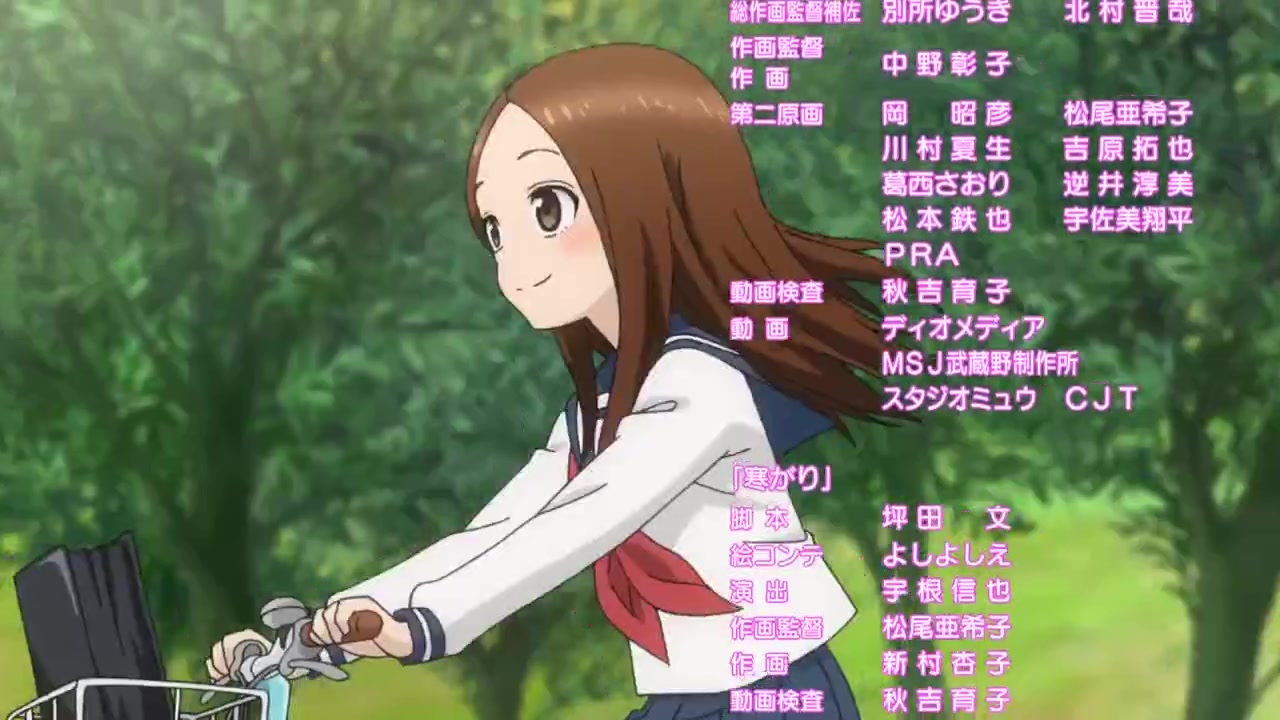 総作画監督補佐 別所ゆうき 北村晋哉
作画監督
作画 中野彰子
第二原画 岡 昭彦 松尾亜希子
川村夏生 吉原拓也
葛西さおり 逆井淳美
松本鉄也 宇佐美翔平
PRA
動画検査 秋吉育子
動画 ディオメディア
MSJ武蔵野制作所
スタジオミュウ CJT
「寒がり」
脚本 坪田 文
絵コンテ よしよしえ
演出 宇根信也
作画監督 松尾亜希子
作画 新村杏子
動画検査 秋吉育子